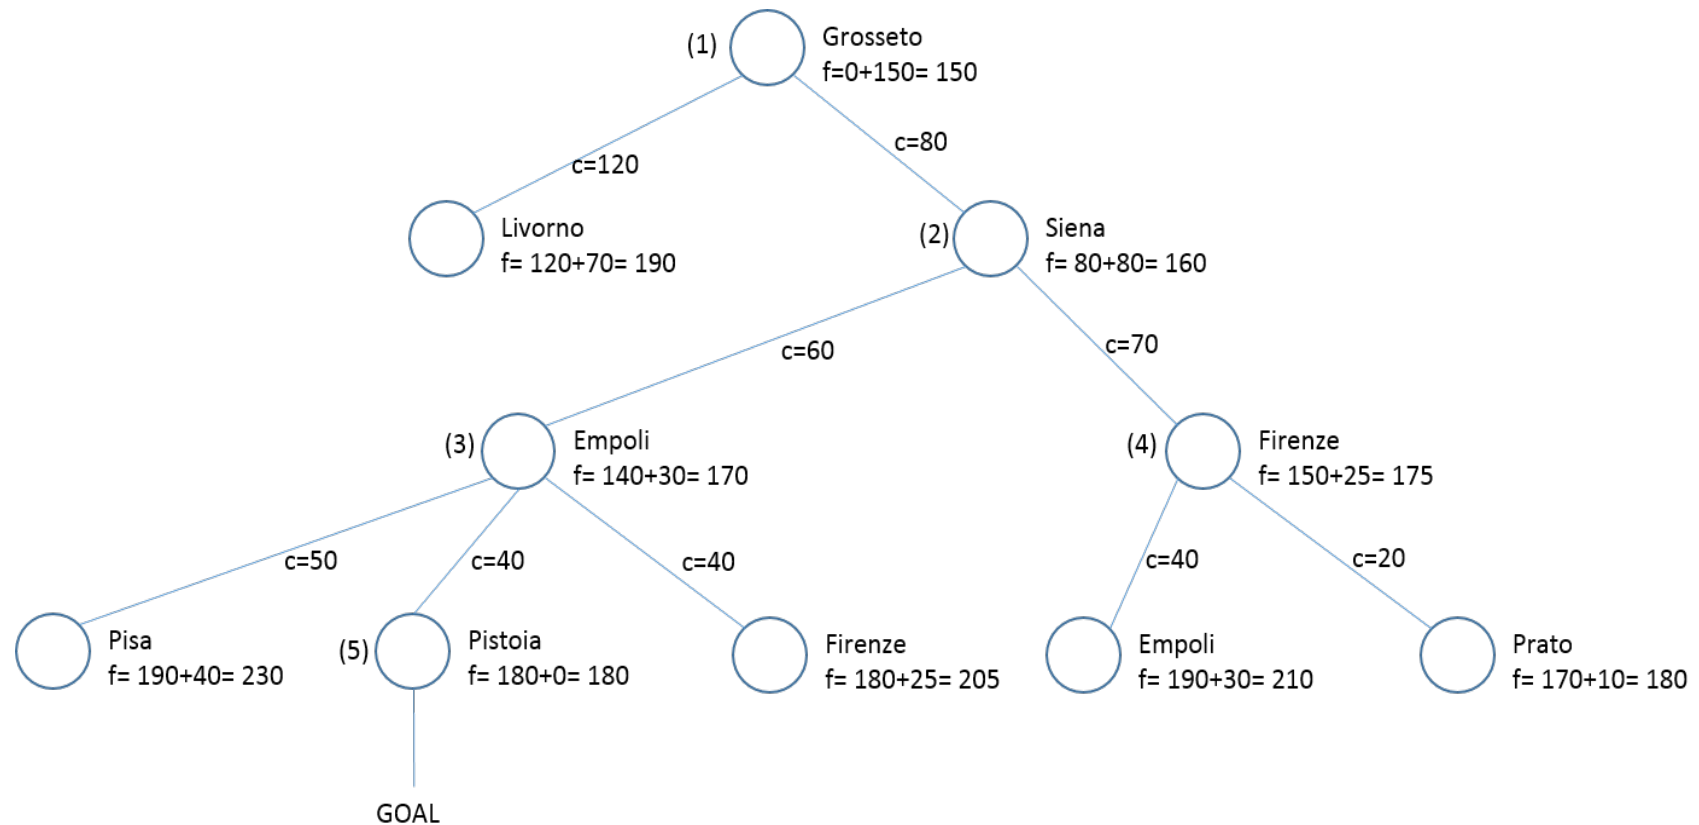 (1)
Grosseto
f=0+150= 150
c=120
c=80
Livorno
f= 120+70= 190
(2)
Siena
f= 80+80= 160
c=60
c=70
(3)
Empoli
f= 140+30= 170
(4)
Firenze
f= 150+25= 175
c=50
c=40
c=40
c=40
c=20
Pisa
f= 190+40= 230
(5)
Pistoia
f= 180+0= 180
Firenze
f= 180+25= 205
Empoli
f= 190+30= 210
Prato
f= 170+10= 180
GOAL